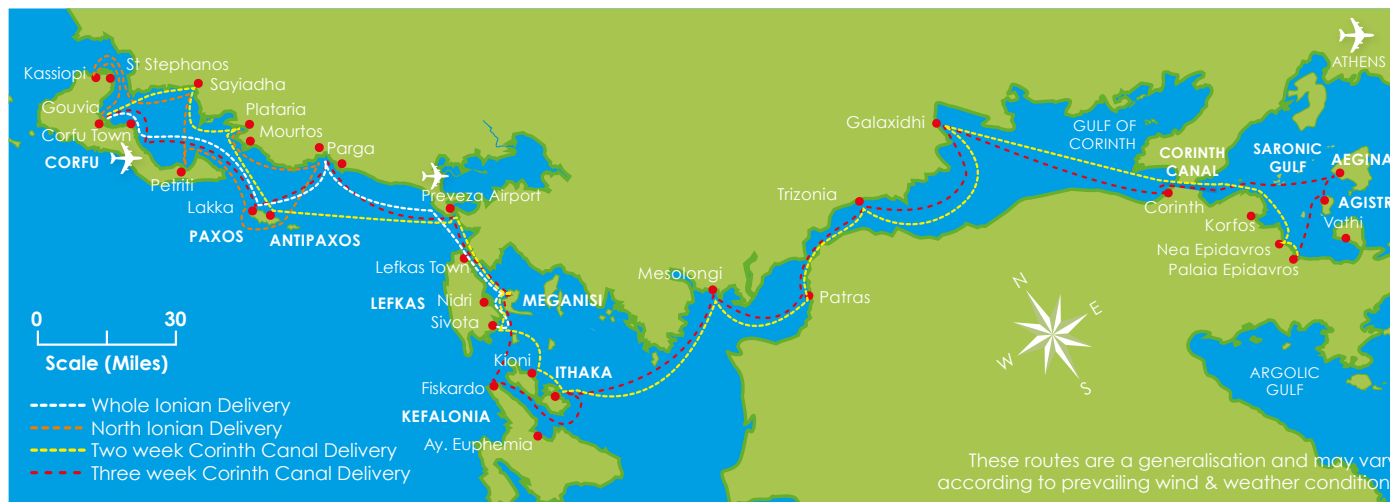 Kassiopi
St Stephanos
Sayiadha
Gouvia
Plataria
Mourtos
Corfu Town
CORFU
Petriti
Parga
Lakka
PAXOS
ANTIPAXOS
Preveza Airport
Lefkas Town
LEFKAS
Nidri
MEGANISI
Sivota
Kioni
ITHAKA
Fiskardo
KEFALONIA
Ay. Euphemia
Mesolongi
Patras
Trizonia
Galaxidhi
GULF OF
CORINTH
CORINTH
CANAL
Corinth
SARONIC
GULF
ATHENS
AEGINA
AGISTR
Korfos
Vathi
Nea Epidavros
Palaia Epidavros
ARGOLIC
GULF
N
E
W
S
0 30
Scale (Miles)
Whole Ionian Delivery
North Ionian Delivery
Two week Corinth Canal Delivery
Three week Corinth Canal Delivery
These routes are a generalisation and may vary
according to prevailing wind & weather condition